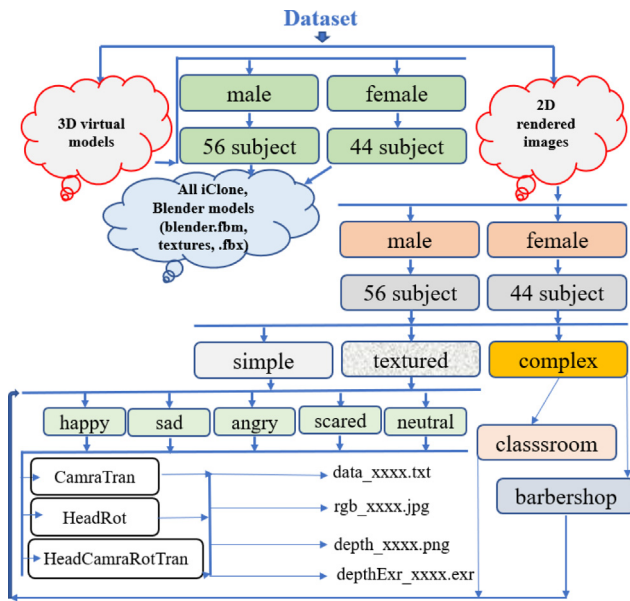 Dataset
3D virtual
models
male
female
56 subject
44 subject
2D
rendered
images
All iClone,
Blender models
(blender.fbm,
textures, .fbx)
male
female
56 subject
44 subject
simple
textured
complex
happy
sad
angry
scared
neutral
classsroom
barbershop
CamraTran
HeadRot
HeadCamraRotTran
data_xxxx.txt
rgb_xxxx.jpg
depth_xxxx.png
depthExr_xxxx.exr